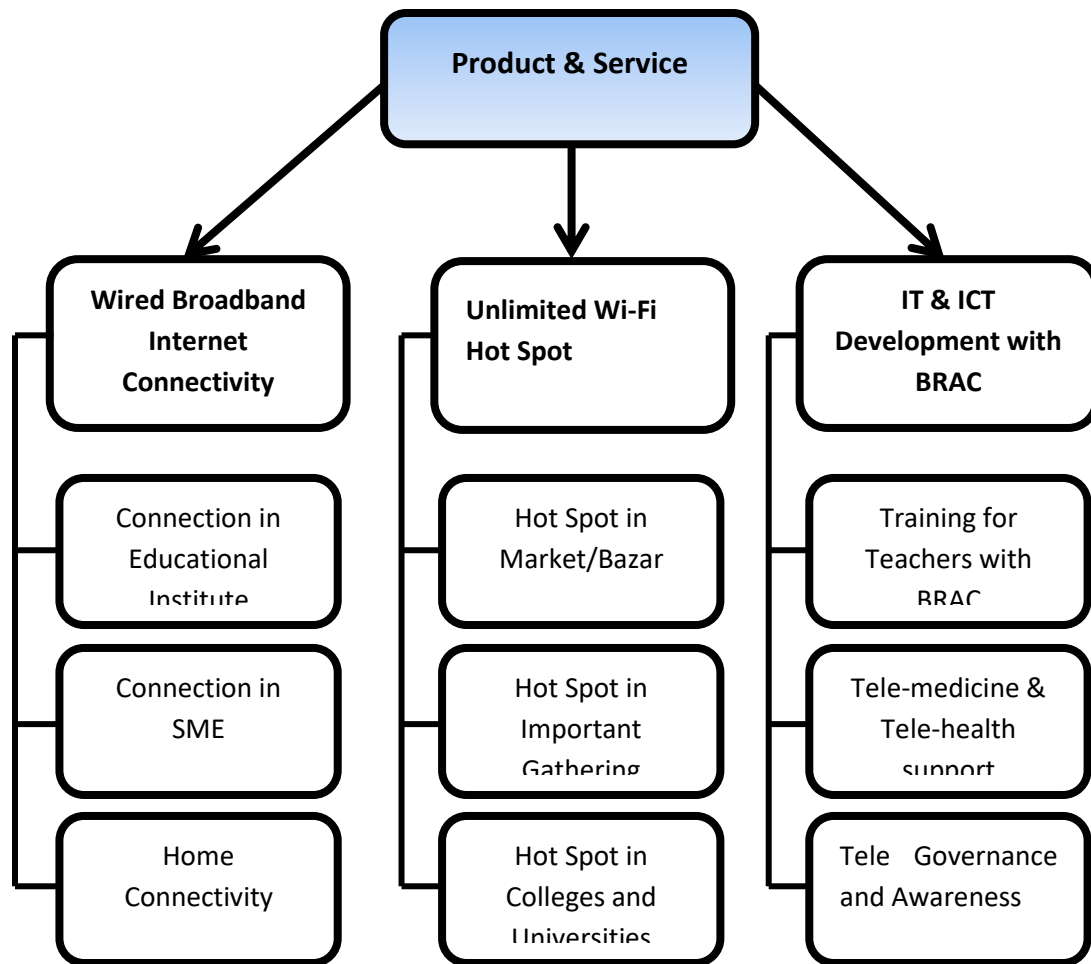 Product & Service
Wired Broadband
Internet
Connectivity
Connection in
Educational
Institute
Connection in
SME
Home
Connectivity
Unlimited Wi-Fi
Hot Spot
Hot Spot in
Market/Bazar
Hot Spot in
Important
Gathering
Hot Spot in
Colleges and
Universities
IT & ICT
Development with
BRAC
Training for
Teachers with
BRAC
Tele-medicine &
Tele-health
support
Tele Governance
and Awareness